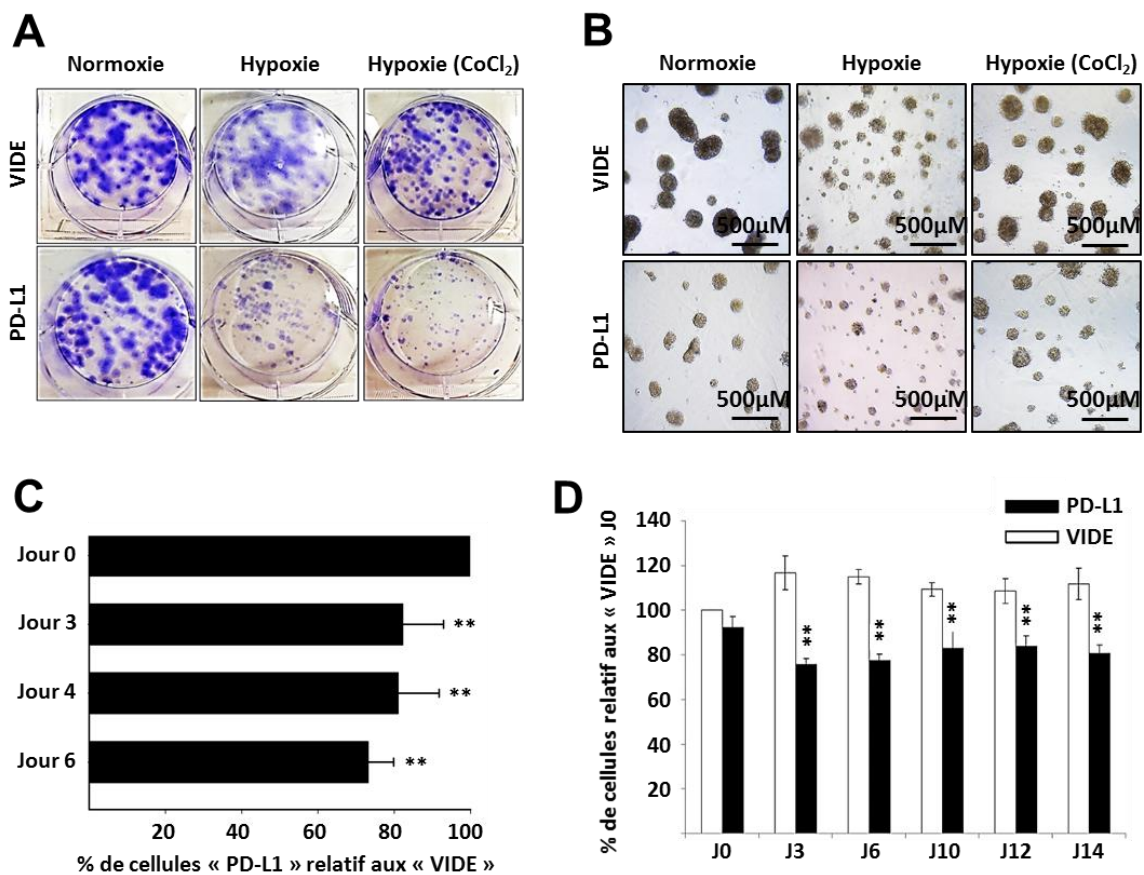 A
Normoxie
Hypoxie
Hypoxie (CoCl₂)
VIDE
PD-L1
B
Normoxie
Hypoxie
Hypoxie (CoCl₂)
VIDE
500µM
500µM
500µM
PD-L1
500µM
500µM
500µM
C
Jour 0
Jour 3
**
Jour 4
**
Jour 6
**
20 40 60 80 100
% de cellules « PD-L1 » relatif aux « VIDE »
D
PD-L1
VIDE
% de cellules relatif aux « VIDE » J0
140
120
100
80
60
40
20
** ** ** ** **
J0 J3 J6 J10 J12 J14